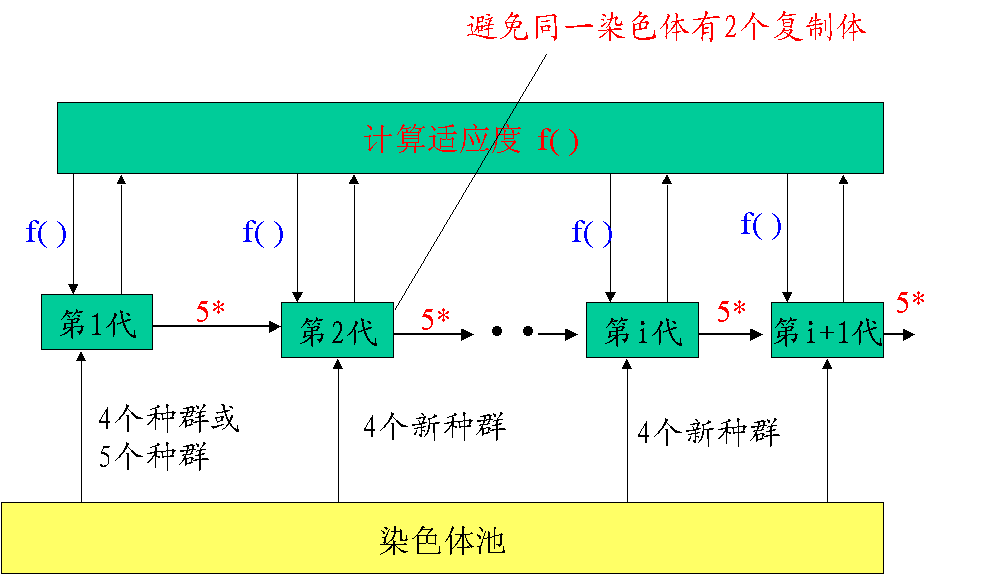 避免同一染色体有2个复制体
计算适应度 f( )
f( )
f( )
f( )
f( )
第1代
5*
第2代
5*
第i代
5*
第i+1代
5*
4个种群或
5个种群
4个新种群
4个新种群
染色体池